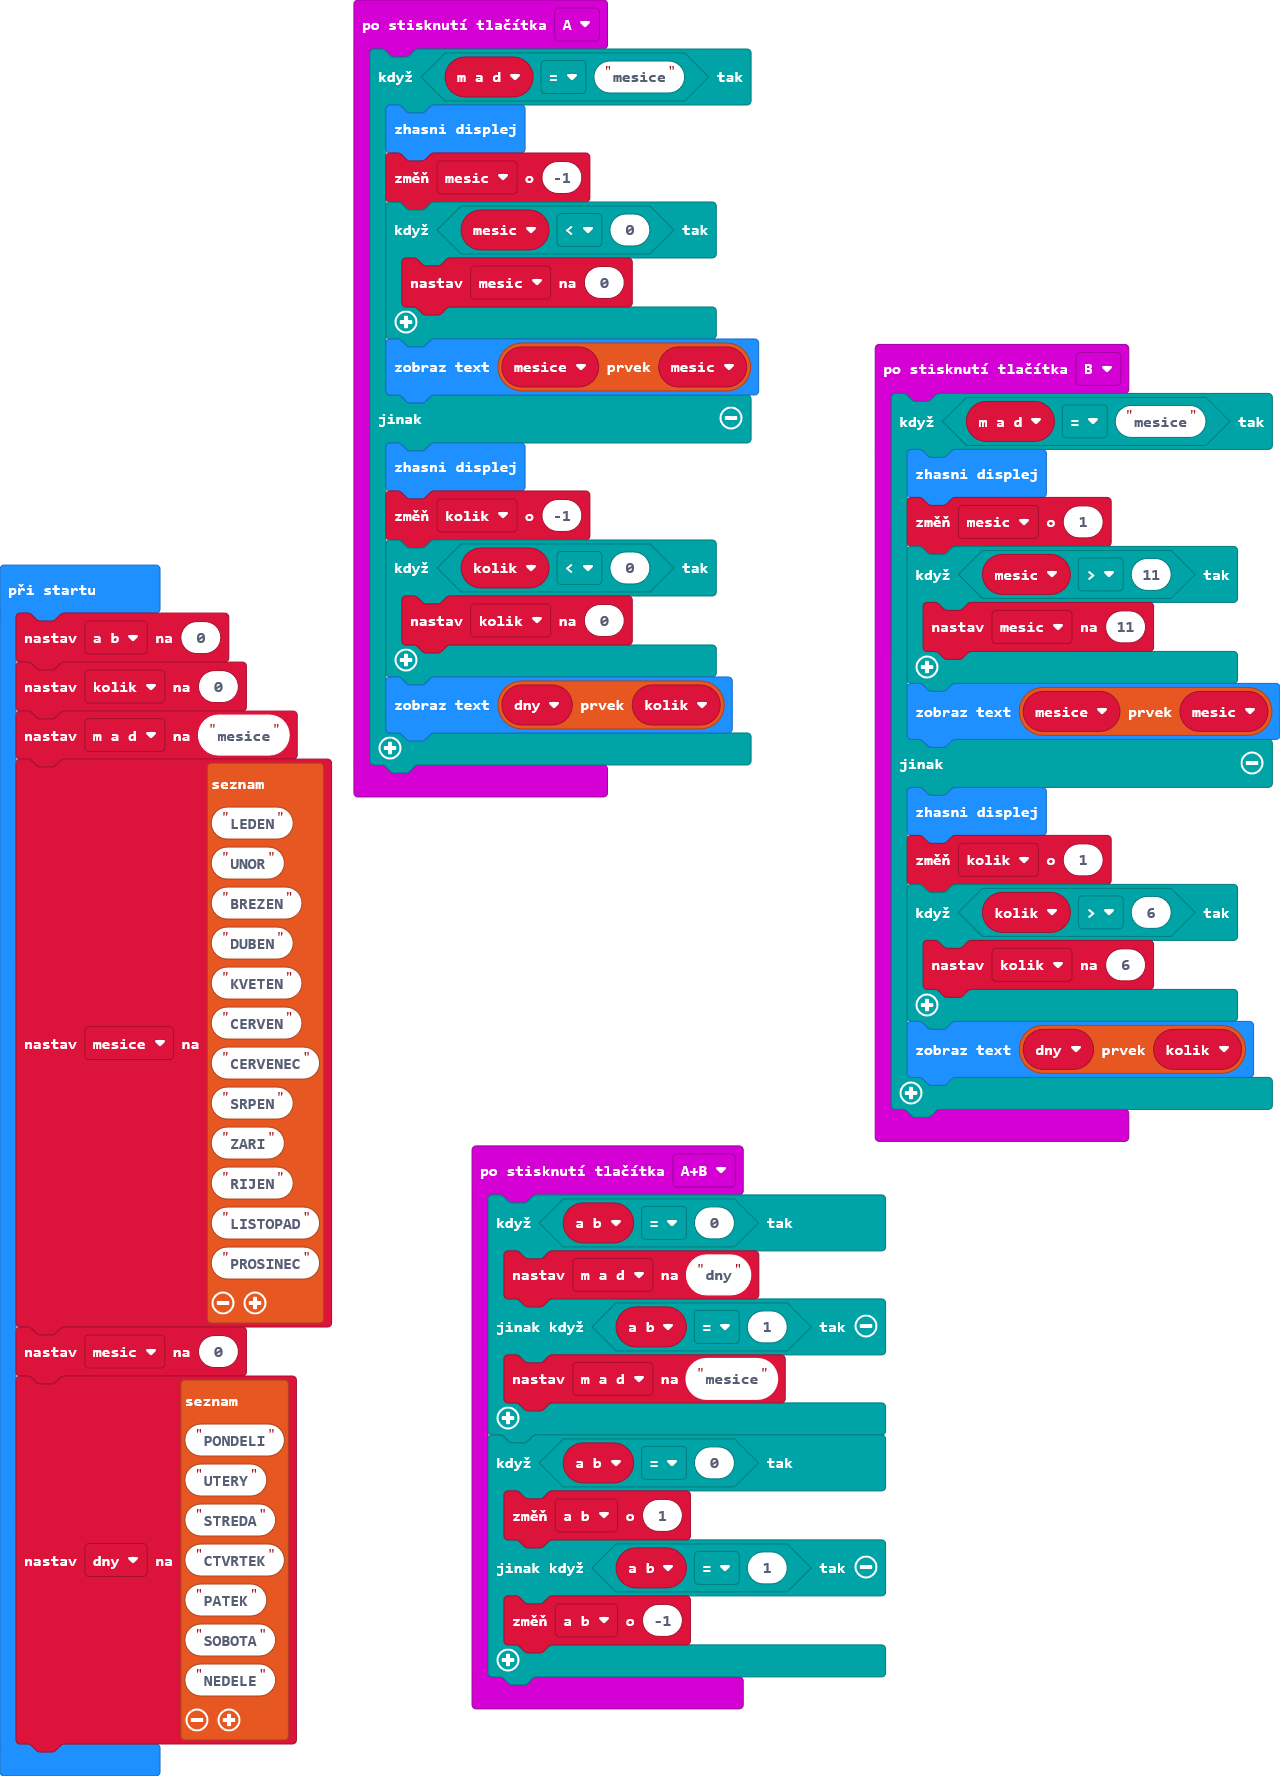 po stisknutí tlačítka A
když m a d = "mesice" tak
zhasni displej
změň mesic o -1
když mesic < 0 tak
nastav mesic na 0
zobraz text mesice prvek mesic
jinak
zhasni displej
změň kolik o -1
když kolik < 0 tak
nastav kolik na 0
zobraz text dny prvek kolik
po stisknutí tlačítka B
když m a d = "mesice" tak
zhasni displej
změň mesic o 1
když mesic > 11 tak
nastav mesic na 11
zobraz text mesice prvek mesic
jinak
zhasni displej
změň kolik o 1
když kolik > 6 tak
nastav kolik na 6
zobraz text dny prvek kolik
při startu
nastav a b na 0
nastav kolik na 0
nastav m a d na "mesice"
nastav mesice na
seznam
"LEDEN"
"UNOR"
"BREZEN"
"DUBEN"
"KVETEN"
"CERVEN"
"CERVENEC"
"SRPEN"
"ZARI"
"RIJEN"
"LISTOPAD"
"PROSINEC"
nastav mesic na 0
nastav dny na
seznam
"PONDELI"
"UTERY"
"STREDA"
"CTVRTEK"
"PATEK"
"SOBOTA"
"NEDELE"
po stisknutí tlačítka A+B
když a b = 0 tak
nastav m a d na "dny"
jinak když a b = 1 tak
nastav m a d na "mesice"
když a b = 0 tak
změň a b o 1
jinak když a b = 1 tak
změň a b o -1